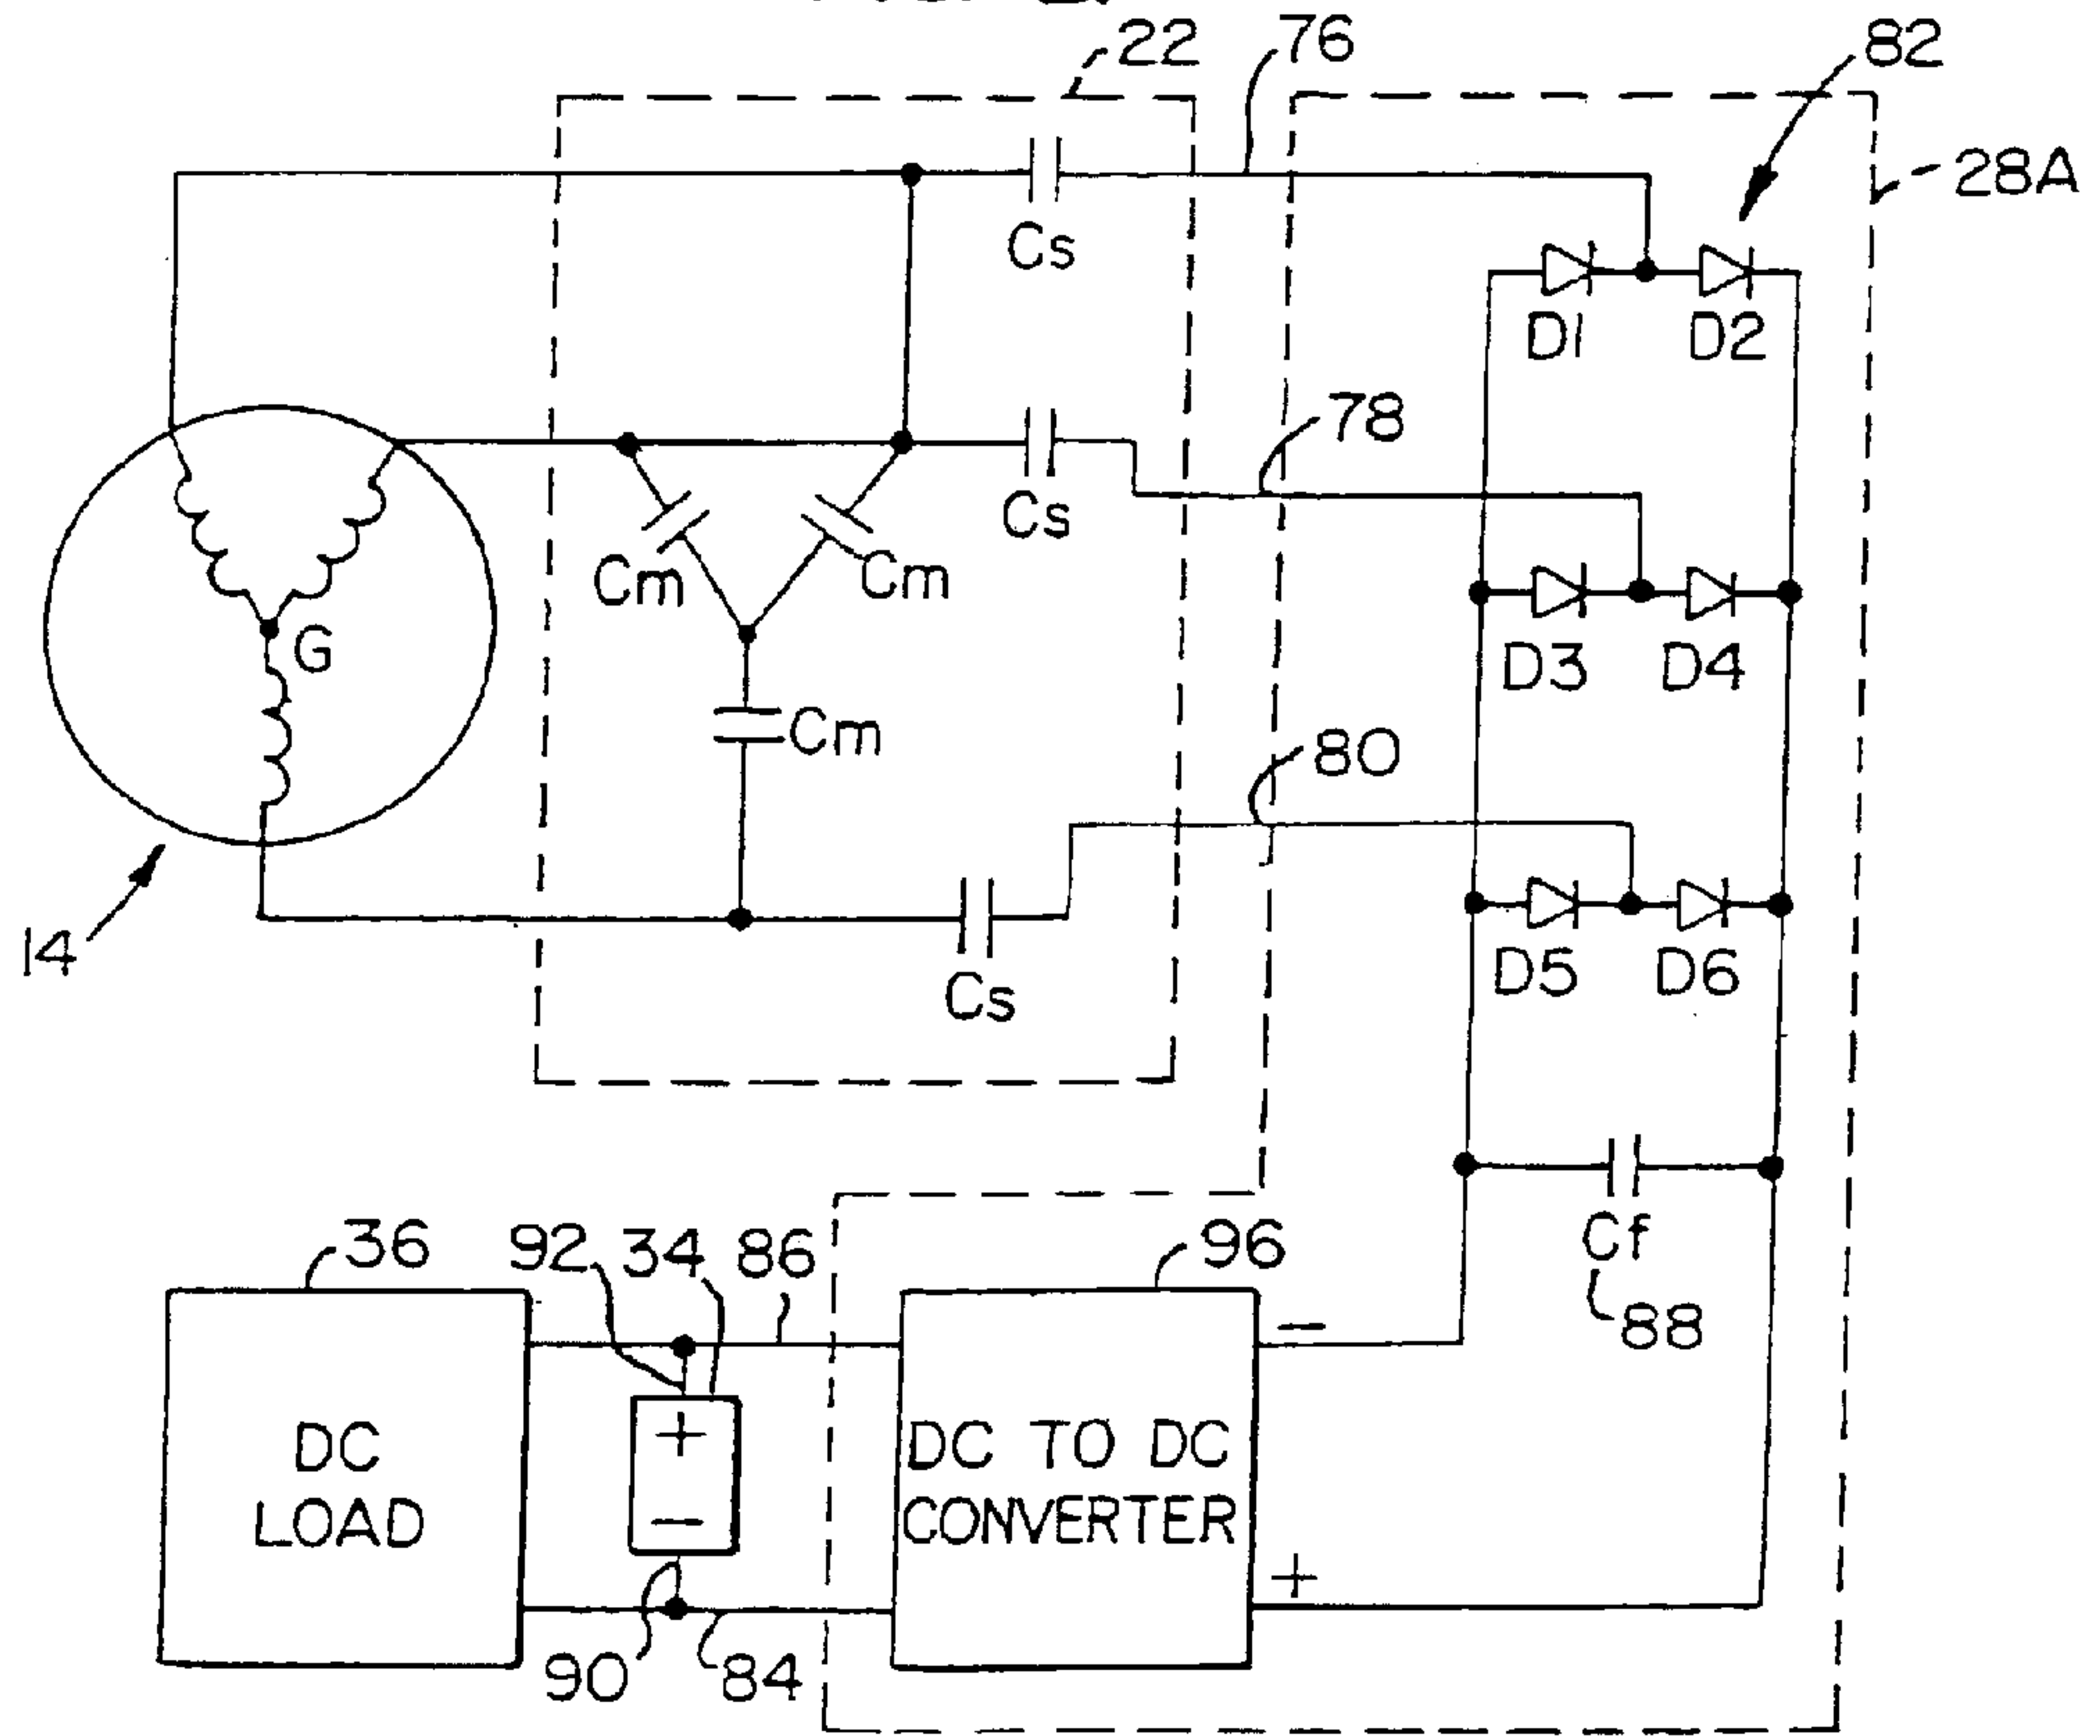 22
76
82
28A
Cs
D1
D2
78
Cs
Cm
Cm
G
D3
D4
Cm
80
14
Cs
D5
D6
36
92
34
86
96
Cf
88
−
+
DC
LOAD
+
−
DC TO DC
CONVERTER
90
84